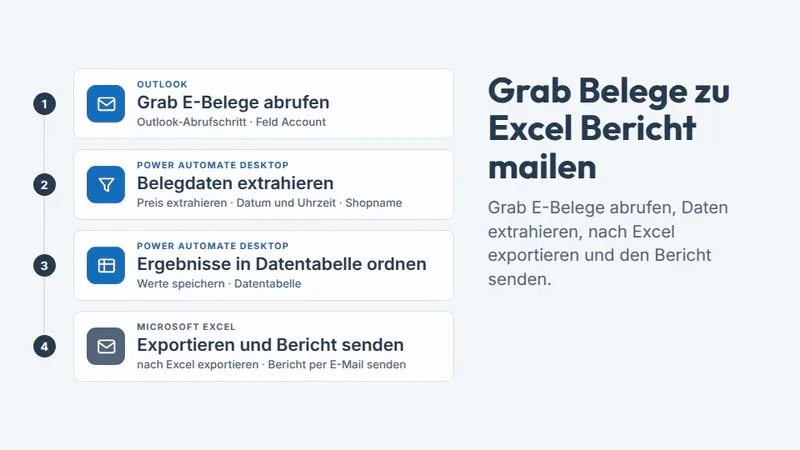 1
OUTLOOK
Grab E-Belege abrufen
Outlook-Abrufschritt · Feld Account
2
POWER AUTOMATE DESKTOP
Belegdaten extrahieren
Preis extrahieren · Datum und Uhrzeit · Shopname
3
POWER AUTOMATE DESKTOP
Ergebnisse in Datentabelle ordnen
Werte speichern · Datentabelle
4
MICROSOFT EXCEL
Exportieren und Bericht senden
nach Excel exportieren · Bericht per E-Mail senden
Grab Belege zu
Excel Bericht
mailen
Grab E-Belege abrufen, Daten
extrahieren, nach Excel
exportieren und den Bericht
senden.